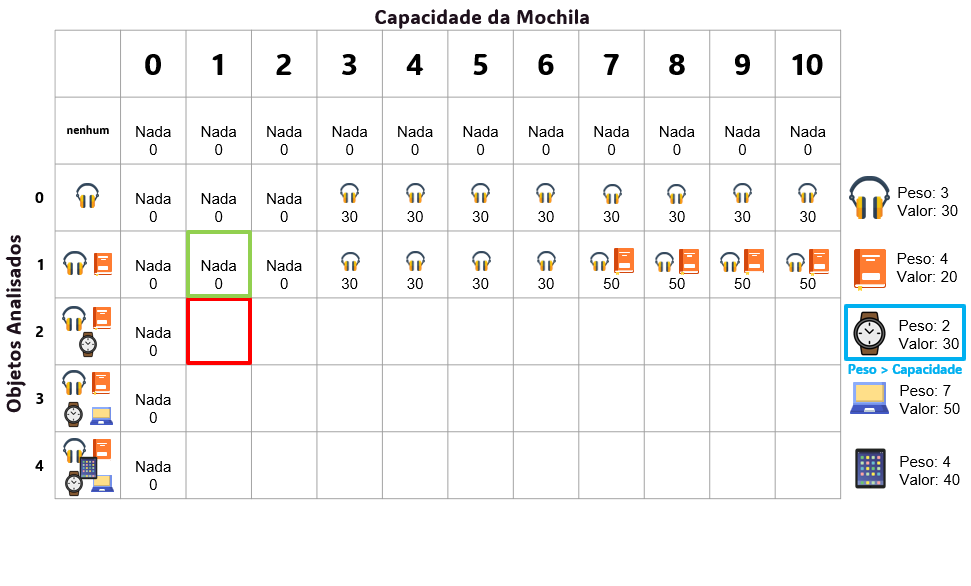 Capacidade da Mochila
0 1 2 3 4 5 6 7 8 9 10
nenhum Nada Nada Nada Nada Nada Nada Nada Nada Nada Nada Nada
0 0 0 0 0 0 0 0 0 0 0
Objetos Analisados
0 Nada Nada Nada
0 0 0 30 30 30 30 30 30 30 30
Peso: 3
Valor: 30
1 Nada Nada Nada
0 0 0 30 30 30 30 50 50 50 50
Peso: 4
Valor: 20
2 Nada
0
Peso: 2
Valor: 30
Peso > Capacidade
3 Nada
0
Peso: 7
Valor: 50
4 Nada
0
Peso: 4
Valor: 40